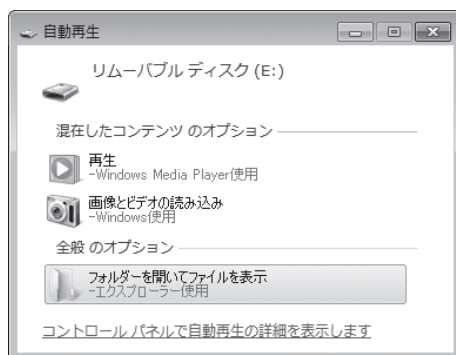 自動再生
リムーバブル ディスク (E:)
混在したコンテンツ のオプション
再生
-Windows Media Player使用
画像とビデオの読み込み
-Windows使用
全般 のオプション
フォルダーを開いてファイルを表示
-エクスプローラー使用
コントロール パネルで自動再生の詳細を表示します